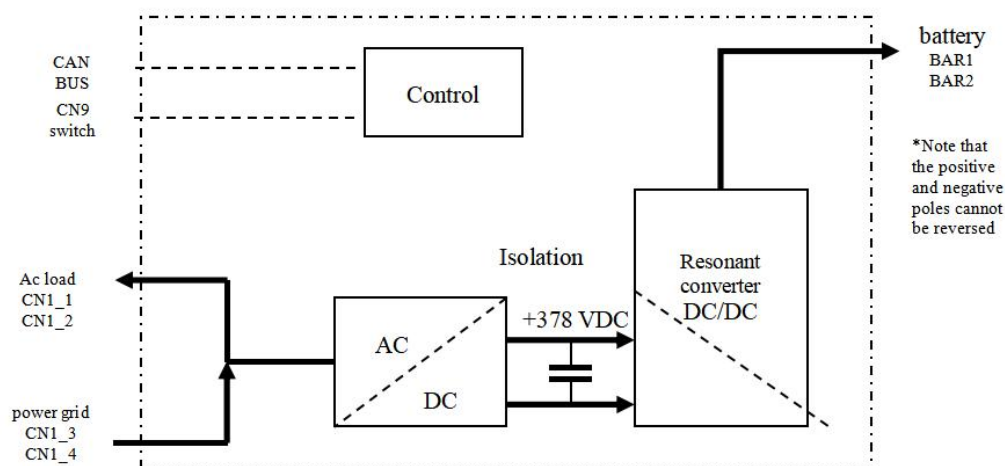 CAN
BUS
CN9
switch
Control
battery
BAR1
BAR2
*Note that
the positive
and negative
poles cannot
be reversed
Isolation
Resonant
converter
DC/DC
Ac load
CN1_1
CN1_2
+378 VDC
AC
DC
power grid
CN1_3
CN1_4